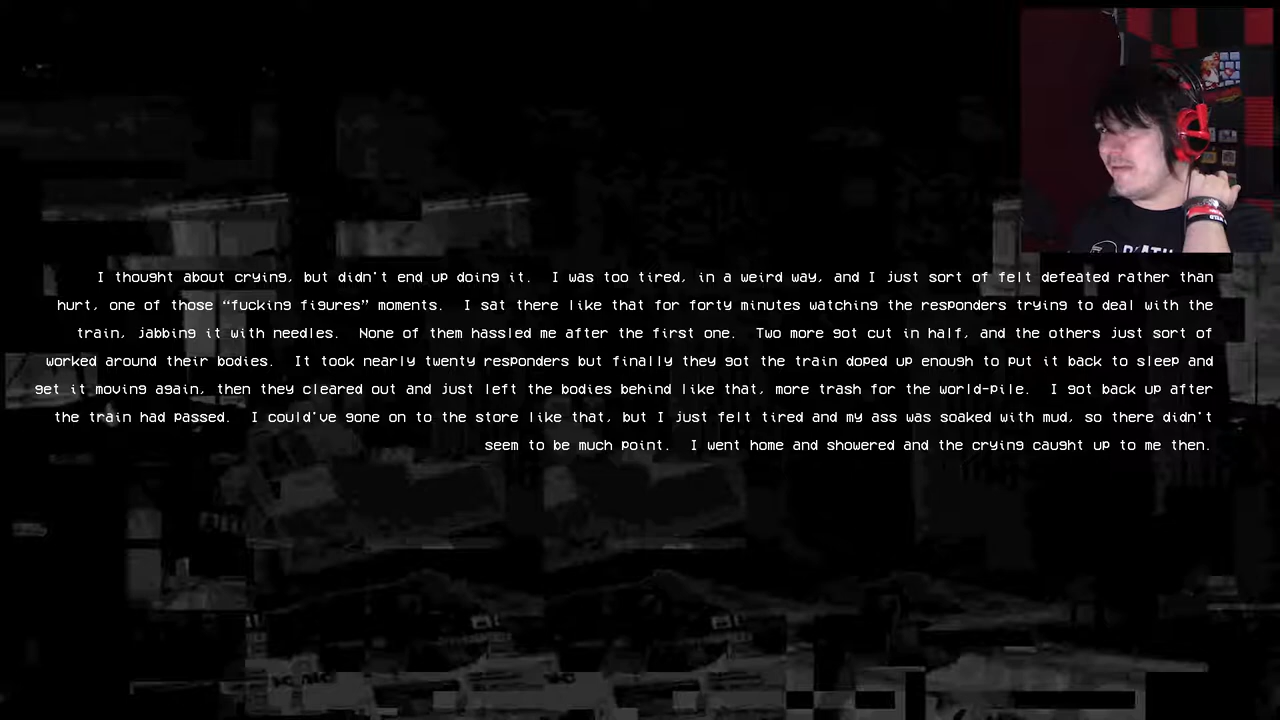 I thought about crying, but didn't end up doing it. I was too tired, in a weird way, and I just sort of felt defeated rather than
hurt, one of those “fucking figures” moments. I sat there like that for forty minutes watching the responders trying to deal with the
train, jabbing it with needles. None of them hassled me after the first one. Two more got cut in half, and the others just sort of
worked around their bodies. It took nearly twenty responders but finally they got the train doped up enough to put it back to sleep and
get it moving again, then they cleared out and just left the bodies behind like that, more trash for the world-pile. I got back up after
the train had passed. I could've gone on to the store like that, but I just felt tired and my ass was soaked with mud, so there didn't
seem to be much point. I went home and showered and the crying caught up to me then.